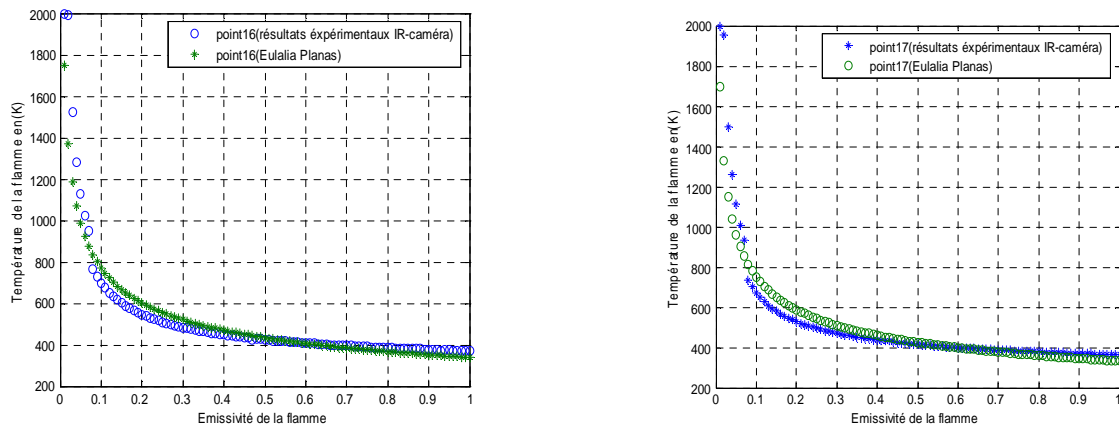 2000
1800
1600
1400
1200
1000
800
600
400
200
Température de la flamme en(K)
point16(résultats éxpérimentaux IR-caméra)
point16(Eulalia Planas)
0 0.1 0.2 0.3 0.4 0.5 0.6 0.7 0.8 0.9 1
Emissivité de la flamme
2000
1800
1600
1400
1200
1000
800
600
400
200
Température de la flamme en(K)
point17(résultats éxpérimentaux IR-caméra)
point17(Eulalia Planas)
0 0.1 0.2 0.3 0.4 0.5 0.6 0.7 0.8 0.9 1
Emissivité de la flamme